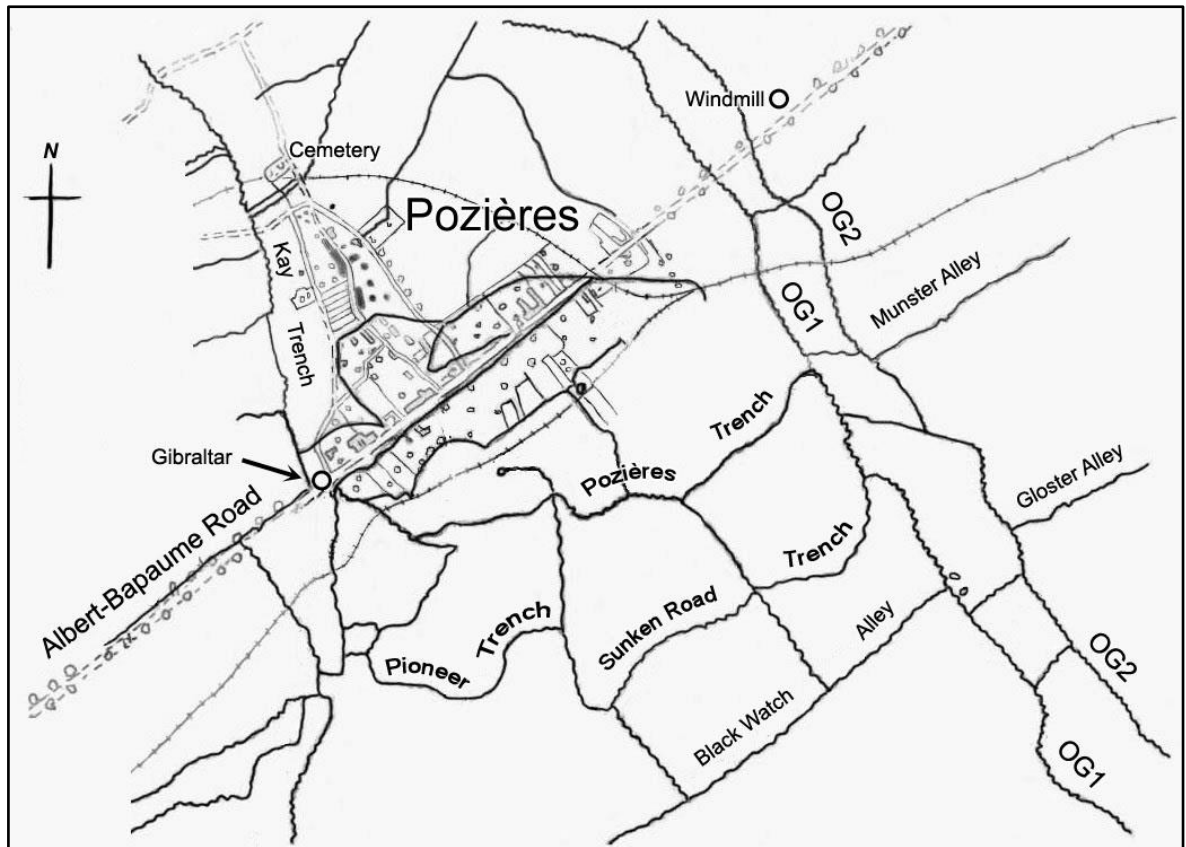 Windmill
N
Cemetery
Pozières
OG2
Kay
Trench
OG1
Munster Alley
Trench
Gibraltar
Pozières
Gloster Alley
Albert-Bapaume Road
Trench
Trench
Sunken Road
Alley
Pioneer
OG2
Black Watch
OG1